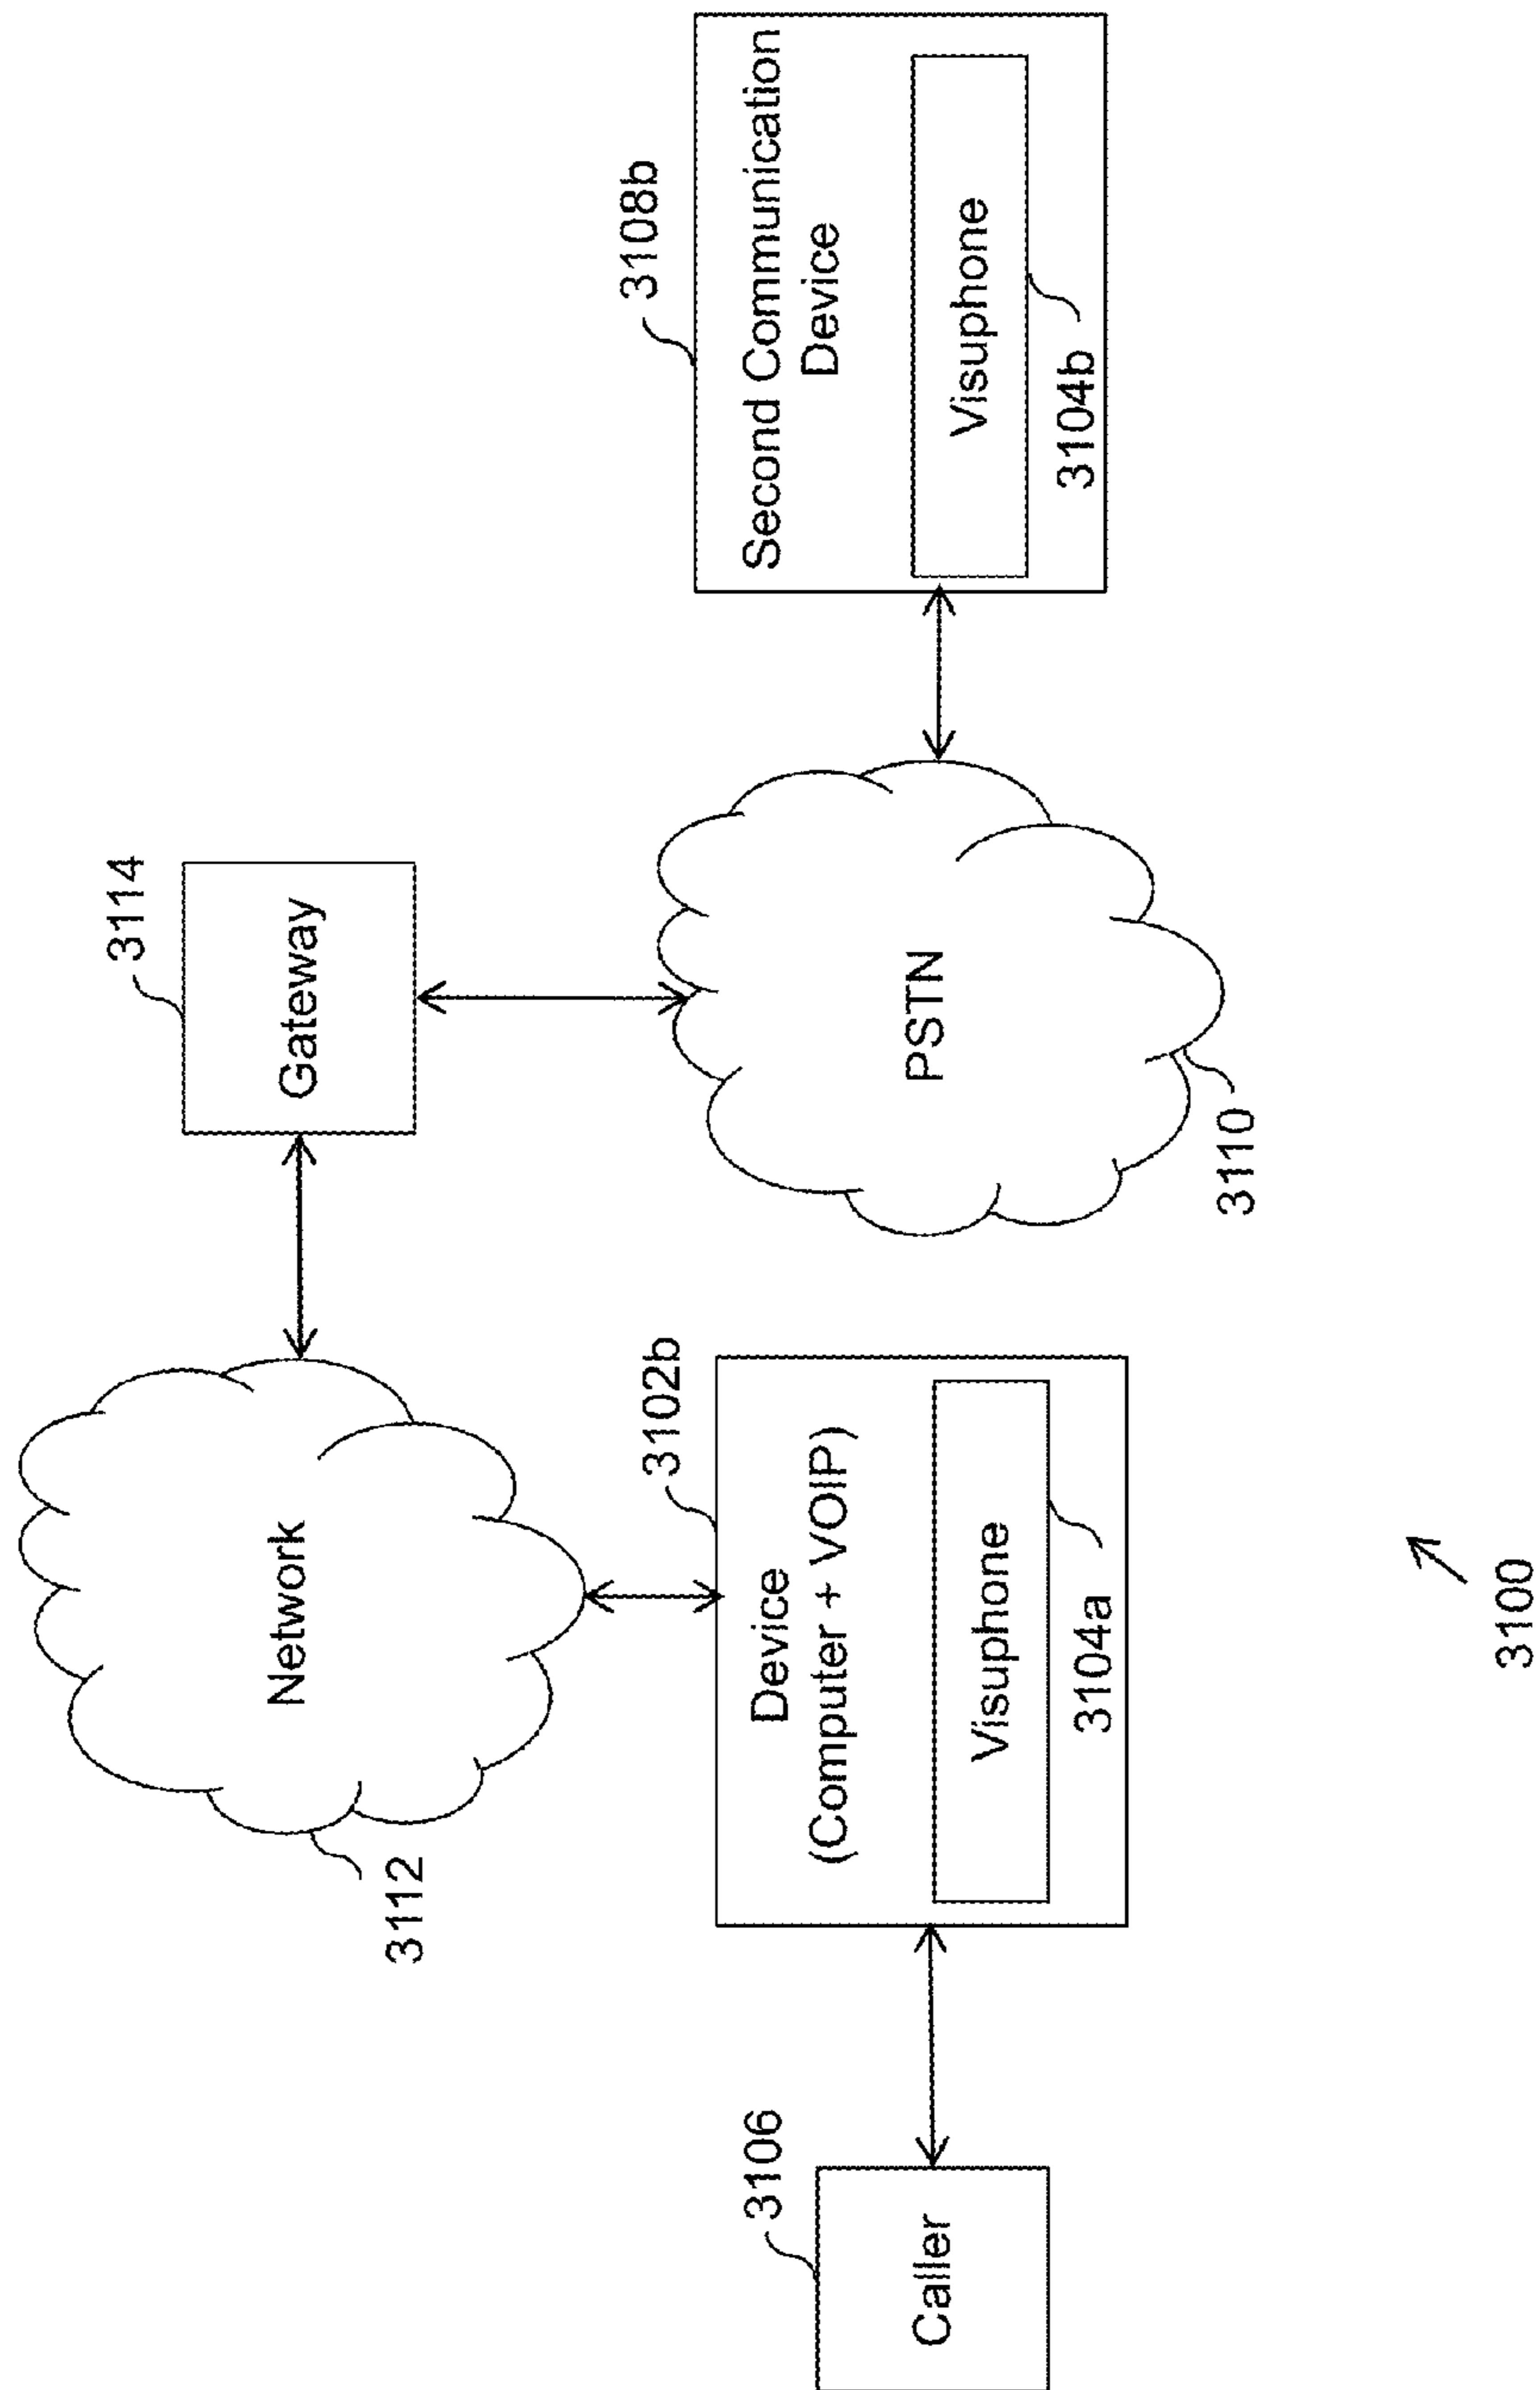 Network
3112
3114
Gateway
3106
Caller
3102b
Device
(Computer + VOIP)
Visuphone
3104a
PSTN
3110
3108b
Second Communication
Device
Visuphone
3104b
3100